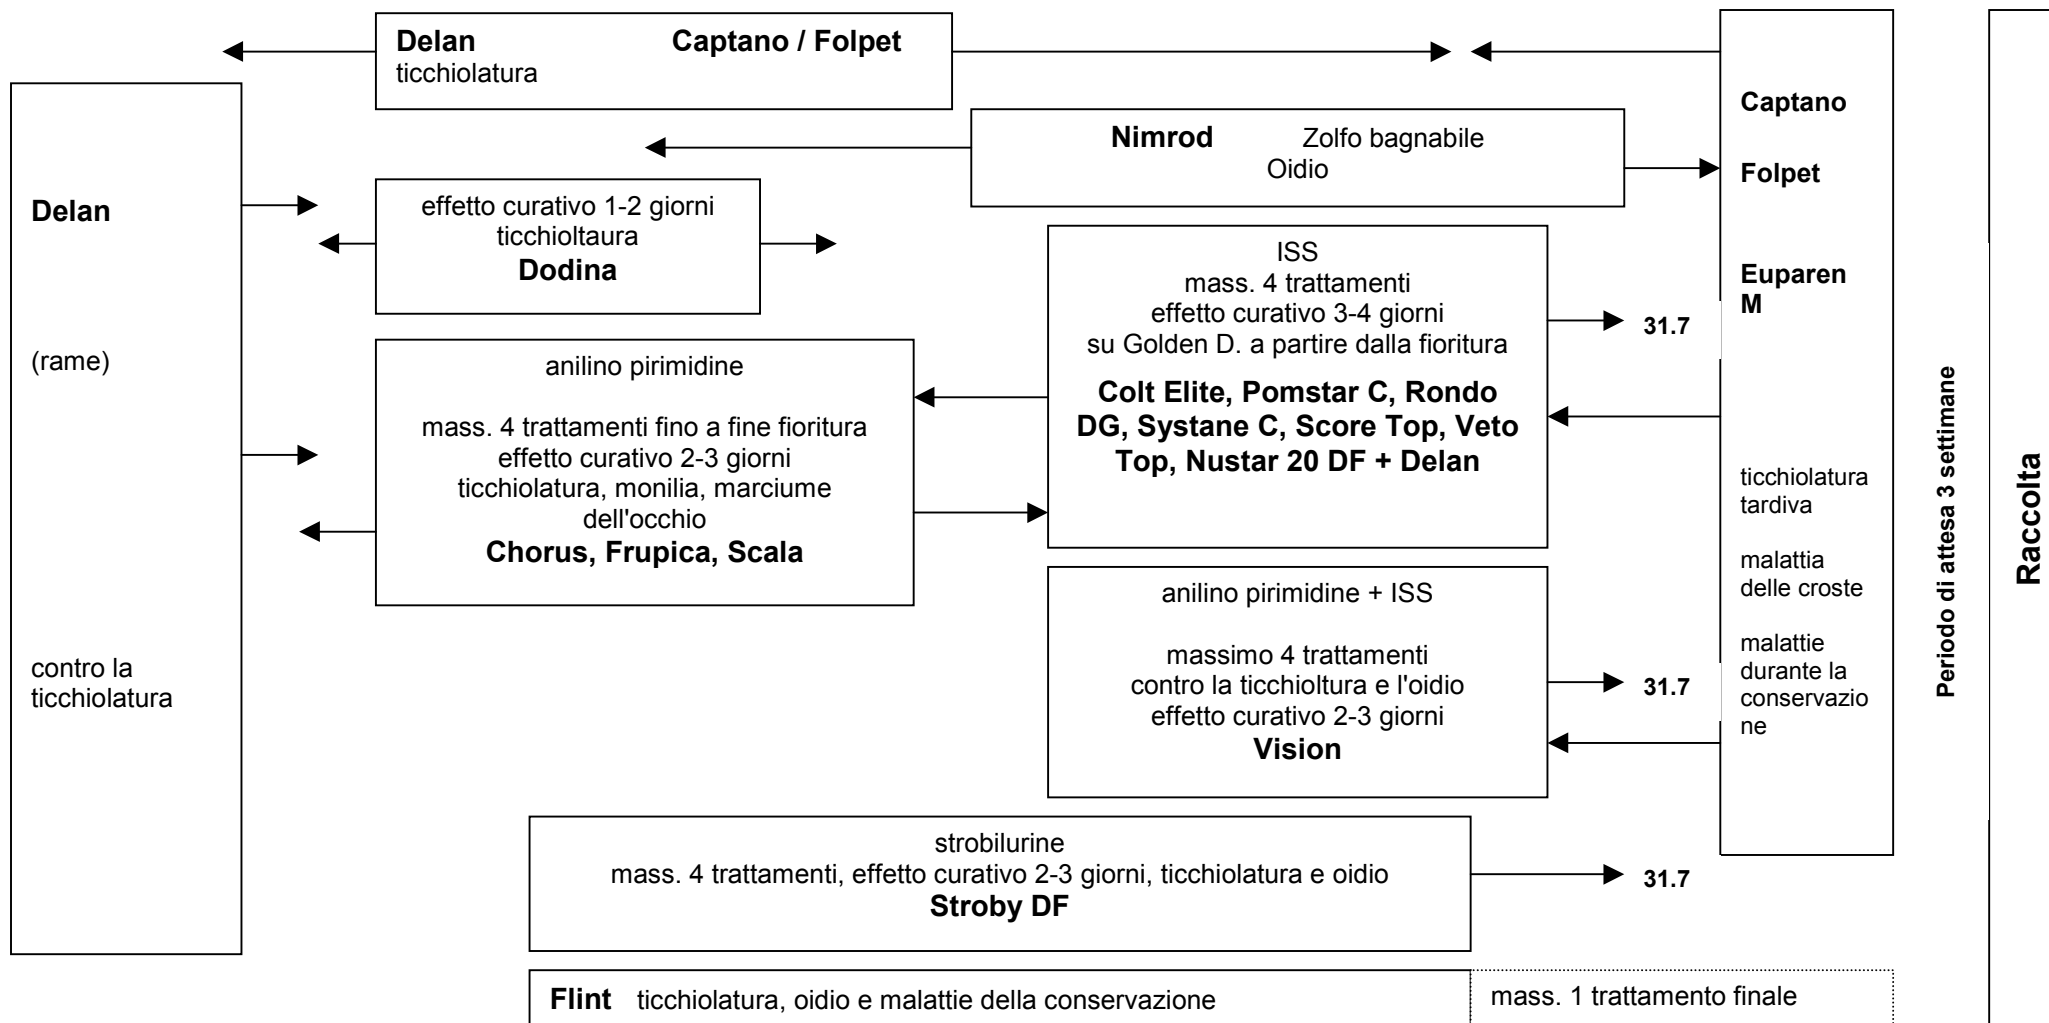 Delan Captano / Folpet
ticchiolatura
Nimrod Zolfo bagnabile
Oidio
Delan
(rame)
contro la
ticchiolatura
effetto curativo 1-2 giorni
ticchioltaura
Dodina
anilino pirimidine
mass. 4 trattamenti fino a fine fioritura
effetto curativo 2-3 giorni
ticchiolatura, monilia, marciume
dell'occhio
Chorus, Frupica, Scala
ISS
mass. 4 trattamenti
effetto curativo 3-4 giorni
su Golden D. a partire dalla fioritura
Colt Elite, Pomstar C, Rondo
DG, Systane C, Score Top, Veto
Top, Nustar 20 DF + Delan
31.7
anilino pirimidine + ISS
massimo 4 trattamenti
contro la ticchioltura e l'oidio
effetto curativo 2-3 giorni
Vision
31.7
strobilurine
mass. 4 trattamenti, effetto curativo 2-3 giorni, ticchiolatura e oidio
Stroby DF
31.7
Flint ticchiolatura, oidio e malattie della conservazione
mass. 1 trattamento finale
Captano
Folpet
Euparen
M
ticchiolatura
tardiva
malattia
delle croste
malattie
durante la
conservazio
ne
Periodo di attesa 3 settimane
Raccolta